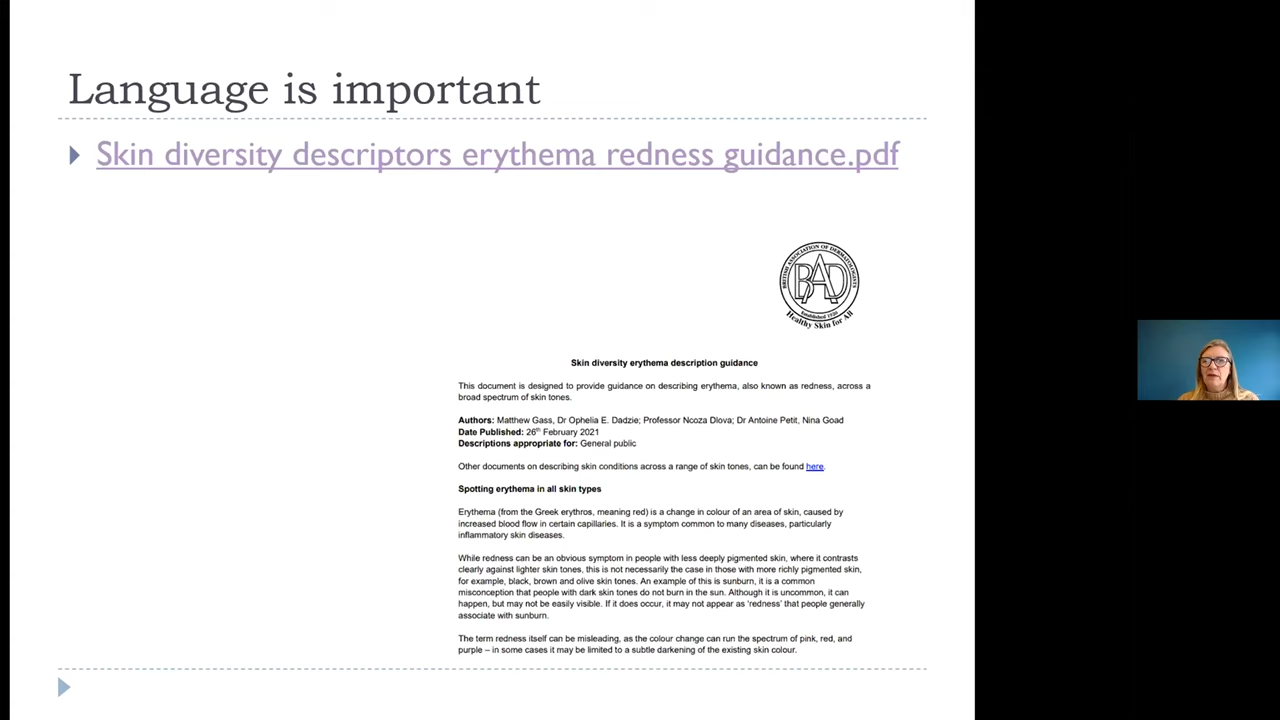 Language is important
Skin diversity descriptors erythema redness guidance.pdf
BRITISH ASSOCIATION OF DERMATOLOGISTS
BAD
Established 1920
Healthy Skin for All
Skin diversity erythema description guidance
This document is designed to provide guidance on describing erythema, also known as redness, across a
broad spectrum of skin tones.
Authors: Matthew Gass, Dr Ophelia E. Dadzie; Professor Ncoza Dlova; Dr Antoine Petit, Nina Goad
Date Published: 26th February 2021
Descriptions appropriate for: General public
Other documents on describing skin conditions across a range of skin tones, can be found here.
Spotting erythema in all skin types
Erythema (from the Greek erythros, meaning red) is a change in colour of an area of skin, caused by
increased blood flow in certain capillaries. It is a symptom common to many diseases, particularly
inflammatory skin diseases.
While redness can be an obvious symptom in people with less deeply pigmented skin, where it contrasts
clearly against lighter skin tones, this is not necessarily the case in those with more richly pigmented skin,
for example, black, brown and olive skin tones. An example of this is sunburn, it is a common
misconception that people with dark skin tones do not burn in the sun. Although it is uncommon, it can
happen, but may not be easily visible. If it does occur, it may not appear as ‘redness’ that people generally
associate with sunburn.
The term redness itself can be misleading, as the colour change can run the spectrum of pink, red, and
purple – in some cases it may be limited to a subtle darkening of the existing skin colour.